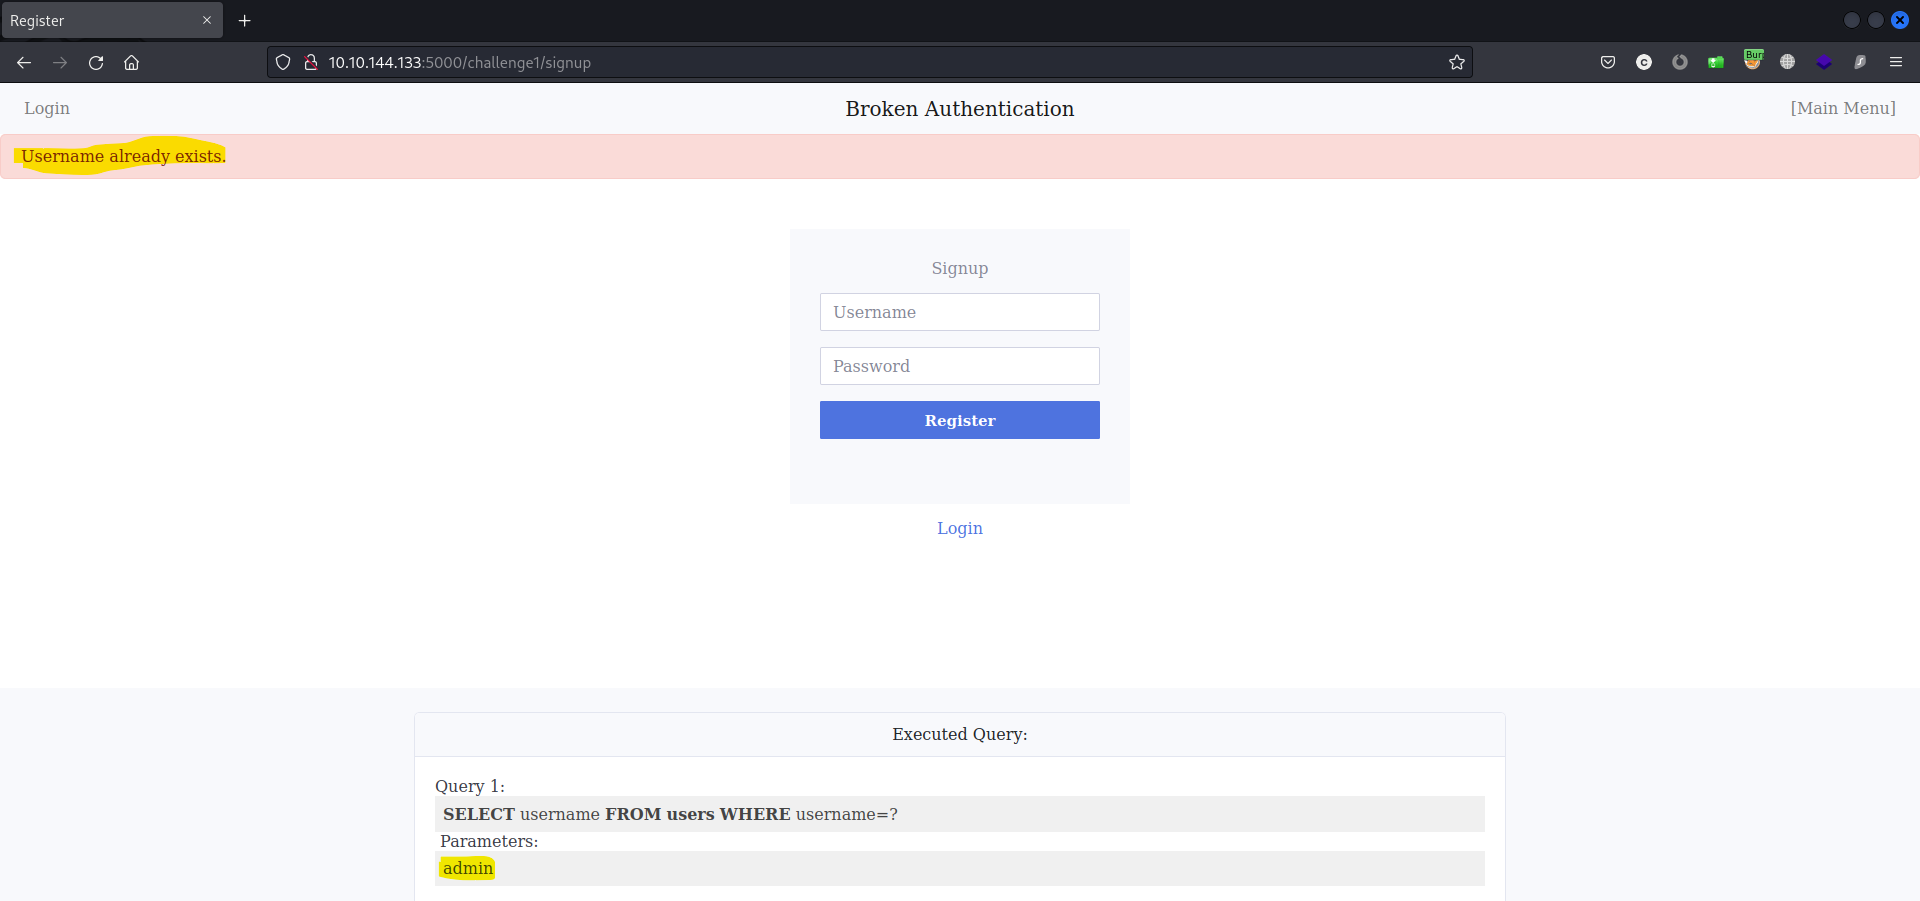 Register
10.10.144.133:5000/challenge1/signup
Burr
C
Login
Broken Authentication
[Main Menu]
Username already exists.
Signup
Username
Password
Register
Login
Executed Query:
Query 1:
SELECT username FROM users WHERE username=?
Parameters:
admin